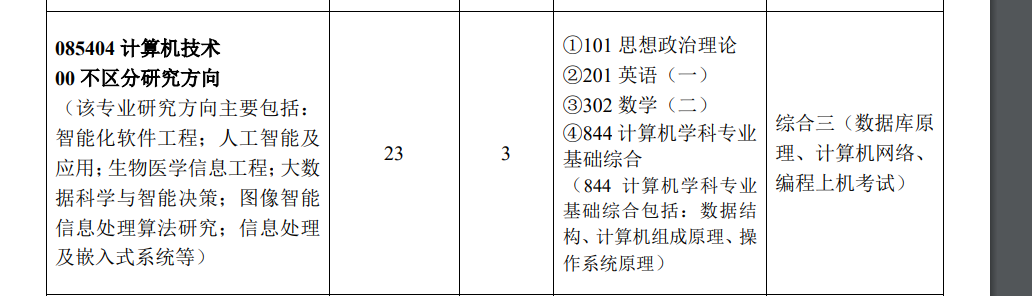 085404 计算机技术
00 不区分研究方向
（该专业研究方向主要包括：
智能化软件工程；人工智能及
应用；生物医学信息工程；大数
据科学与智能决策；图像智能
信息处理算法研究；信息处理
及嵌入式系统等）
23
3
①101 思想政治理论
②201 英语（一）
③302 数学（二）
④844 计算机学科专业
基础综合
（844 计算机学科专业
基础综合包括：数据结
构、计算机组成原理、操
作系统原理）
综合三（数据库原
理、计算机网络、
编程上机考试）